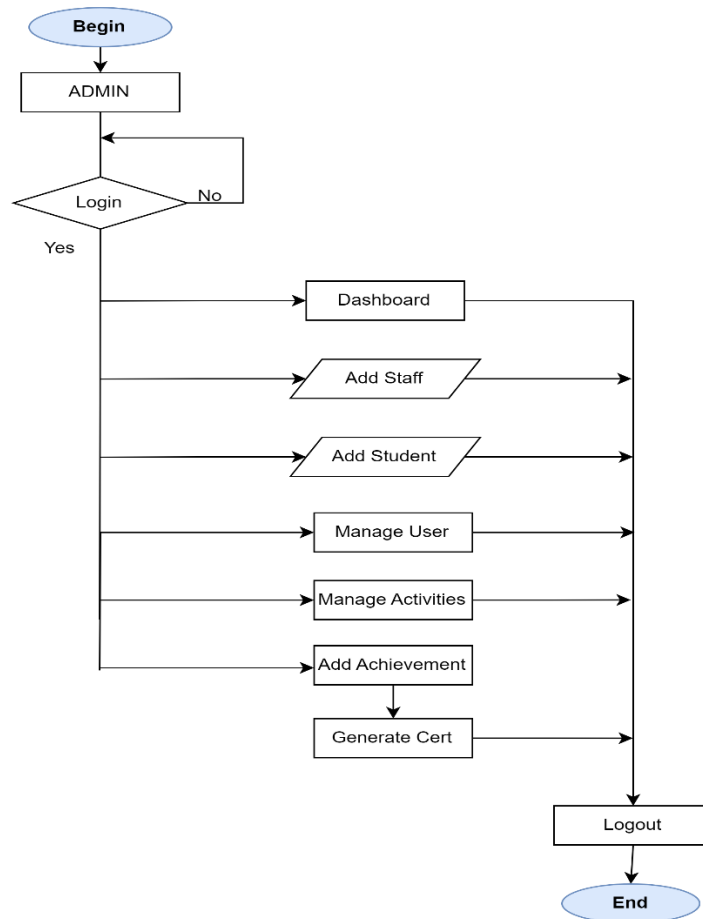 Begin
ADMIN
Login
No
Yes
Dashboard
Add Staff
Add Student
Manage User
Manage Activities
Add Achievement
Generate Cert
Logout
End